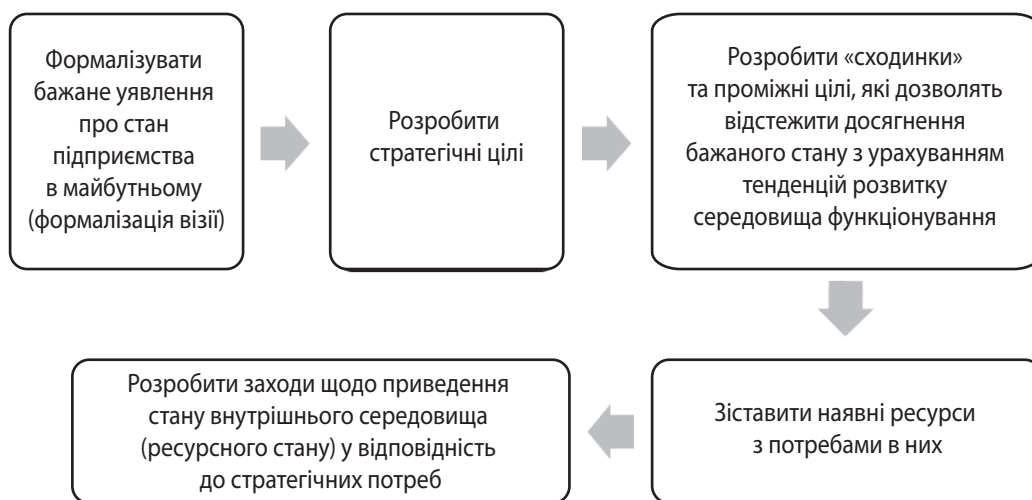 Формалізувати
бажане уявлення
про стан
підприємства
в майбутньому
(формалізація візії)
Розробити
стратегічні цілі
Розробити «сходинки»
та проміжні цілі, які дозволять
відстежити досягнення
бажаного стану з урахуванням
тенденцій розвитку
середовища функціонування
Зіставити наявні ресурси
з потребами в них
Розробити заходи щодо приведення
стану внутрішнього середовища
(ресурсного стану) у відповідність
до стратегічних потреб